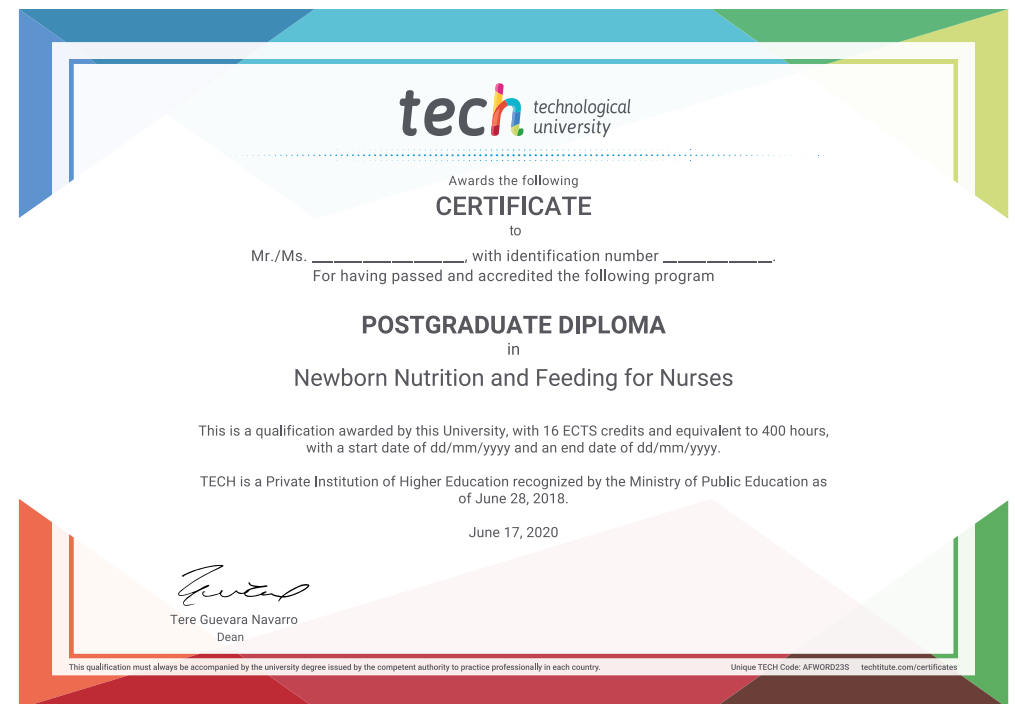 tech technological
university
Awards the following
CERTIFICATE
to
Mr./Ms. _________________, with identification number _____________.
For having passed and accredited the following program
POSTGRADUATE DIPLOMA
in
Newborn Nutrition and Feeding for Nurses
This is a qualification awarded by this University, with 16 ECTS credits and equivalent to 400 hours,
with a start date of dd/mm/yyyy and an end date of dd/mm/yyyy.
TECH is a Private Institution of Higher Education recognized by the Ministry of Public Education as
of June 28, 2018.
June 17, 2020
Tere Guevara Navarro
Dean
This qualification must always be accompanied by the university degree issued by the competent authority to practice professionally in each country.
Unique TECH Code: AFWORD23S techtitute.com/certificates